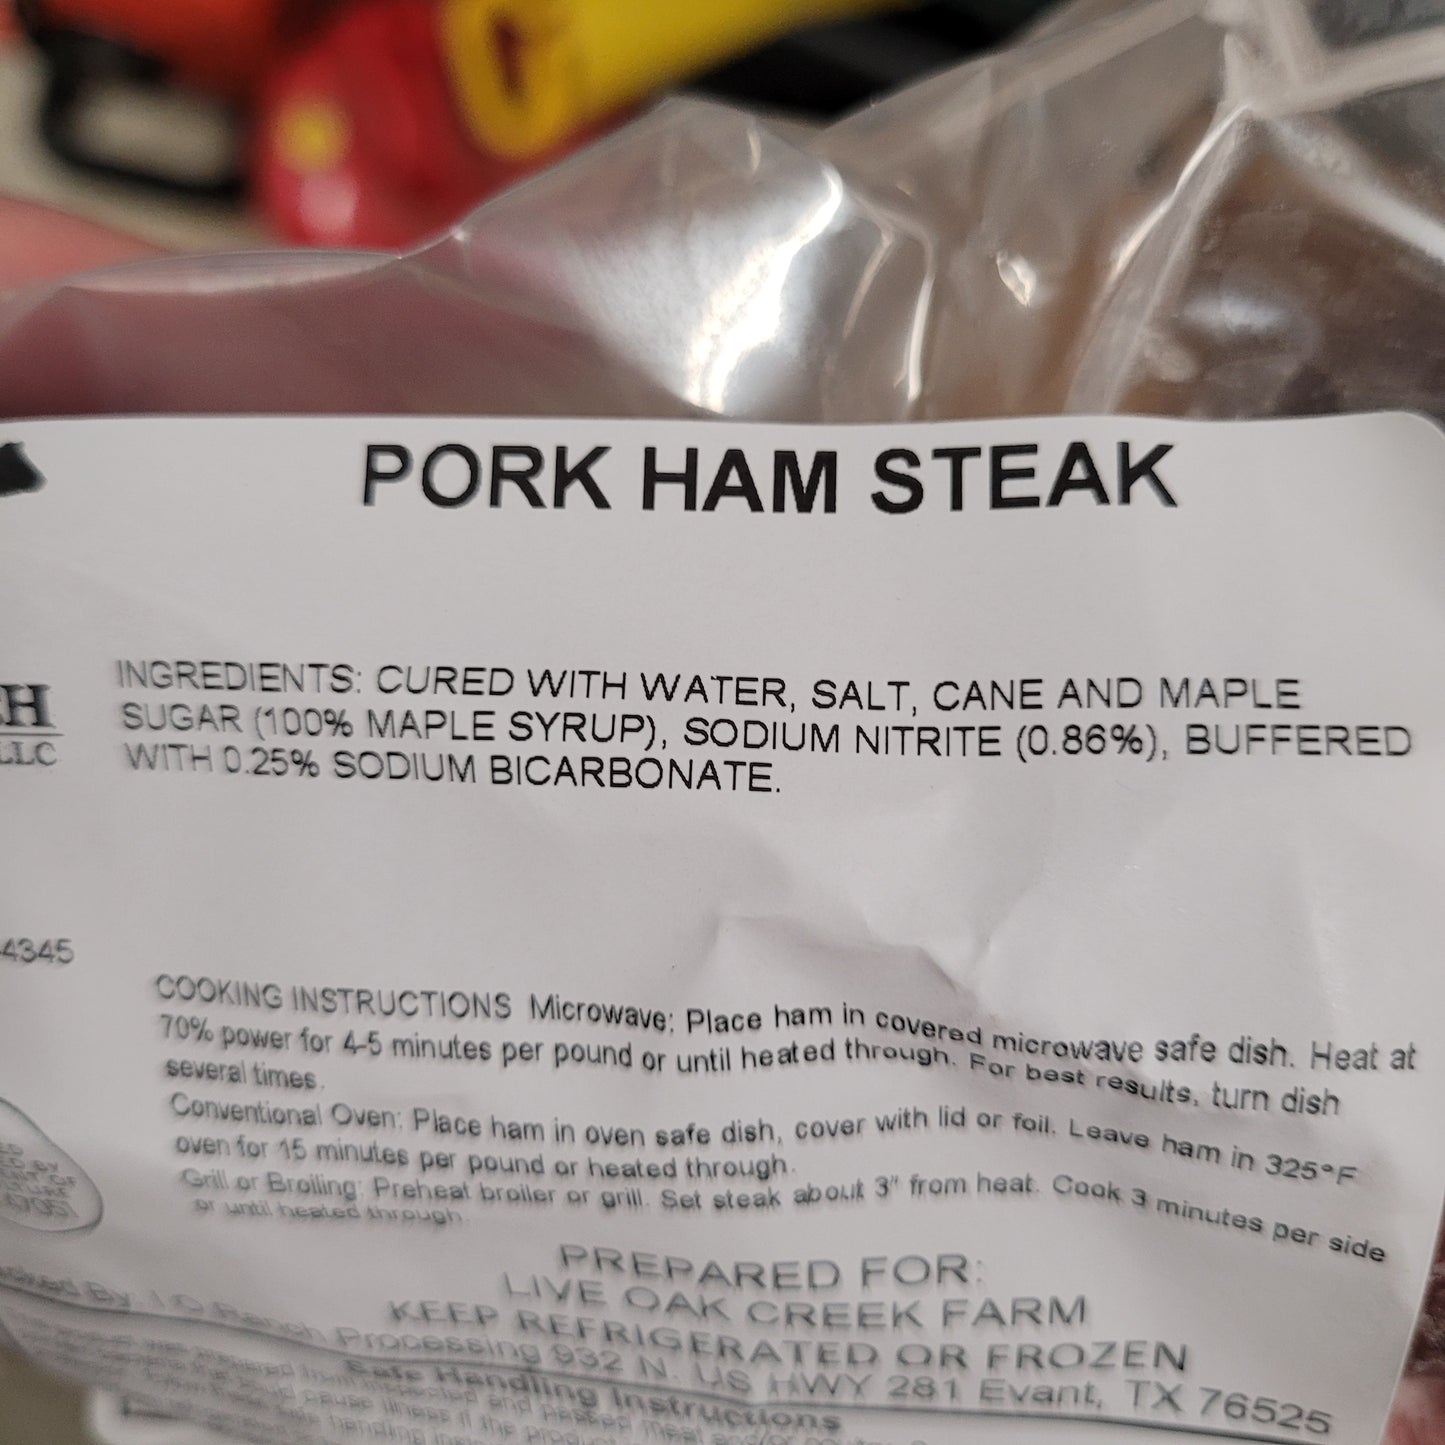 PORK HAM STEAK
INGREDIENTS: CURED WITH WATER, SALT, CANE AND MAPLE
SUGAR (100% MAPLE SYRUP), SODIUM NITRITE (0.86%), BUFFERED
WITH 0.25% SODIUM BICARBONATE.
H
LLC
4345
COOKING INSTRUCTIONS Microwave: Place ham in covered microwave safe dish. Heat at
70% power for 4-5 minutes per pound or until heated through. For best results, turn dish
several times.
Conventional Oven: Place ham in oven safe dish, cover with lid or foil. Leave ham in 325°F
oven for 15 minutes per pound or heated through.
Grill or Broiling: Preheat broiler or grill. Set steak about 3" from heat. Cook 3 minutes per side
or until heated through.
PREPARED FOR:
LIVE OAK CREEK FARM
KEEP REFRIGERATED OR FROZEN
By Ranch Processing 932 N. US HWY 281 Evant, TX 76525
Safe Handling Instructions